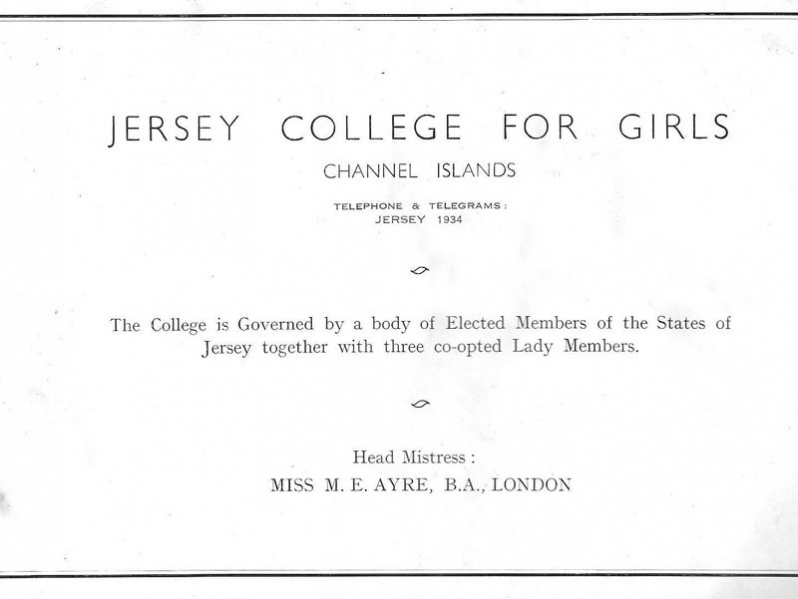 JERSEY COLLEGE FOR GIRLS
CHANNEL ISLANDS
TELEPHONE & TELEGRAMS:
JERSEY 1934
The College is Governed by a body of Elected Members of the States of
Jersey together with three co-opted Lady Members.
Head Mistress :
MISS M. E. AYRE, B.A., LONDON